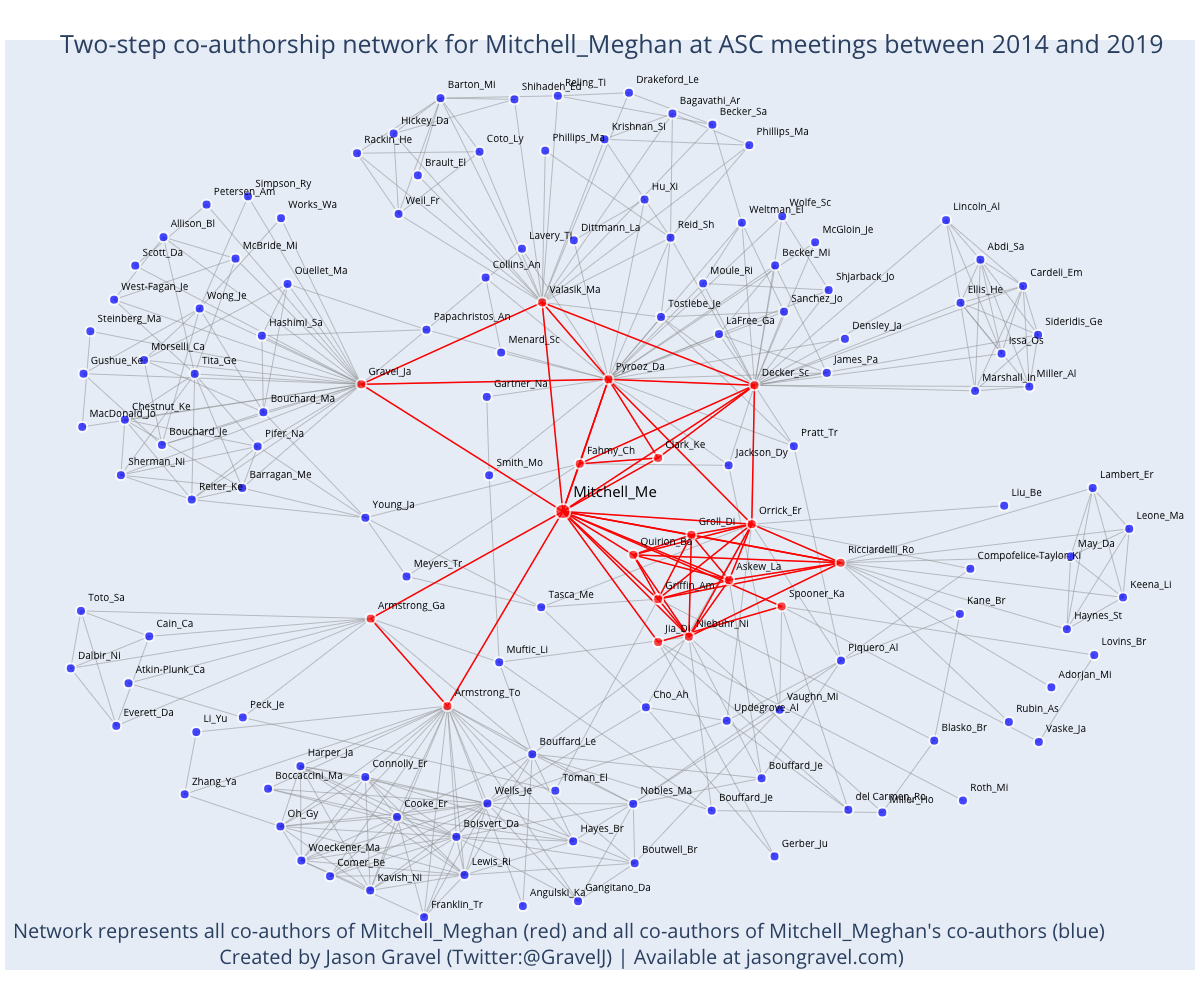 Two-step co-authorship network for Mitchell_Meghan at ASC meetings between 2014 and 2019
Barton_Mi
Shihadeh_Ed
Reling_Ti
Drakeford_Le
Bagavathi_Ar
Becker_Sa
Hickey_Da
Rackin_He
Coto_Ly
Phillips_Ma
Krishnan_Si
Phillips_Ma
Brault_El
Weil_Fr
Hu_Xi
Simpson_Ry
Petersen_Am
Works_Wa
Allison_Bl
McBride_Mi
Scott_Da
Ouellet_Ma
West-Fagan_Je
Wong_Je
Steinberg_Ma
Hashimi_Sa
Morselli_Ca
Gushue_Ke
Tita_Ge
Gravel_Ja
Chestnut_Ke
MacDonald_Jo
Bouchard_Ma
Bouchard_Je
Pifer_Na
Sherman_Ni
Barragan_Me
Reiter_Ke
Lavery_Ti
Dittmann_La
Reid_Sh
Weltman_El
Wolfe_Sc
McGloin_Je
Collins_An
Valasik_Ma
Moule_Ri
Becker_Mi
Shjarback_Jo
Sanchez_Jo
Tostlebe_Je
LaFree_Ga
Densley_Ja
Papachristos_An
Menard_Sc
Pyrooz_Da
Decker_Sc
James_Pa
Gartner_Na
Lincoln_Al
Abdi_Sa
Cardeli_Em
Ellis_He
Sideridis_Ge
Issa_Os
Marshall_In
Miller_Al
Pratt_Tr
Fahmy_Ch
Clark_Ke
Jackson_Dy
Smith_Mo
Mitchell_Me
Young_Ja
Groll_Di
Orrick_Er
Liu_Be
Lambert_Er
Leone_Ma
Quirion_Ba
Ricciardelli_Ro
May_Da
Compofelice-Taylor_Ki
Askew_La
Griffin_Am
Spooner_Ka
Keena_Li
Kane_Br
Haynes_St
Meyers_Tr
Tasca_Me
Jia_Di
Niebuhr_Ni
Lovins_Br
Piquero_Al
Adorjan_Mi
Toto_Sa
Armstrong_Ga
Cain_Ca
Dalbir_Ni
Atkin-Plunk_Ca
Everett_Da
Peck_Je
Li_Yu
Muftic_Li
Armstrong_To
Cho_Ah
Updegrove_Al
Vaughn_Mi
Rubin_As
Vaske_Ja
Blasko_Br
Bouffard_Le
Harper_Ja
Connolly_Er
Boccaccini_Ma
Zhang_Ya
Toman_El
Bouffard_Je
Wells_Je
Nobles_Ma
Bouffard_Je
Roth_Mi
Cooke_Er
Oh_Gy
Boisvert_Da
Hayes_Br
Woeckener_Ma
Comer_Be
Kavish_Ni
Lewis_Ri
Boutwell_Br
Gerber_Ju
Angulski_Ka
Gangitano_Da
Franklin_Tr
Network represents all co-authors of Mitchell_Meghan (red) and all co-authors of Mitchell_Meghan's co-authors (blue)
Created by Jason Gravel (Twitter:@GravelJ) | Available at jasongravel.com)